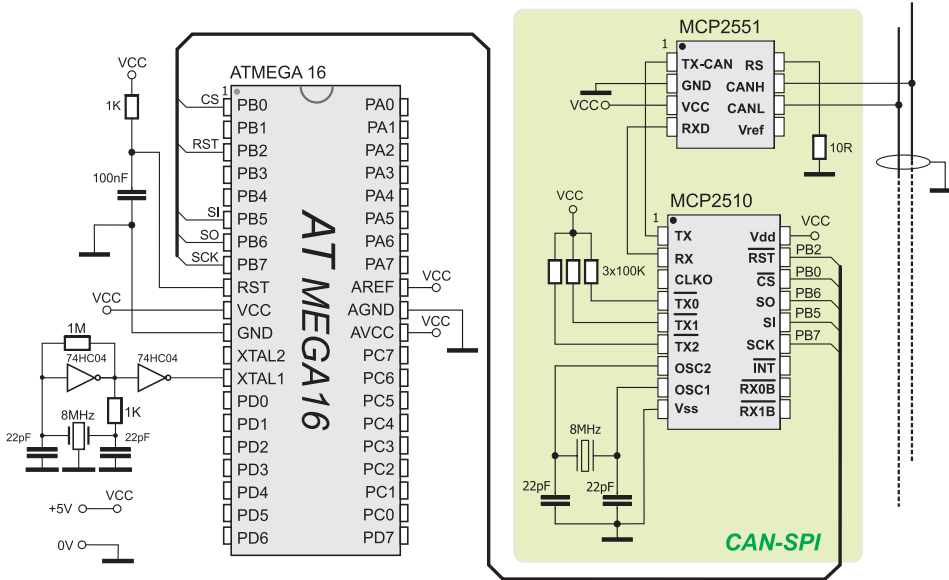 VCC
1K
100nF
VCC
1M
74HC04
74HC04
1K
8MHz
22pF
22pF
+5V
VCC
0V
ATMEGA 16
1
CS
RST
SI
SO
SCK
PB0
PB1
PB2
PB3
PB4
PB5
PB6
PB7
RST
VCC
GND
XTAL2
XTAL1
PD0
PD1
PD2
PD3
PD4
PD5
PD6
AT MEGA16
PA0
PA1
PA2
PA3
PA4
PA5
PA6
PA7
AREF
AGND
AVCC
PC7
PC6
PC5
PC4
PC3
PC2
PC1
PC0
PD7
VCC
VCC
MCP2551
1
TX-CAN
GND
VCC
RXD
RS
CANH
CANL
Vref
VCC
10R
MCP2510
1
TX
RX
CLKO
TX0
TX1
TX2
OSC2
OSC1
Vss
Vdd
RST
CS
SO
SI
SCK
INT
RX0B
RX1B
VCC
PB2
PB0
PB6
PB5
PB7
VCC
3x100K
8MHz
22pF
22pF
CAN-SPI